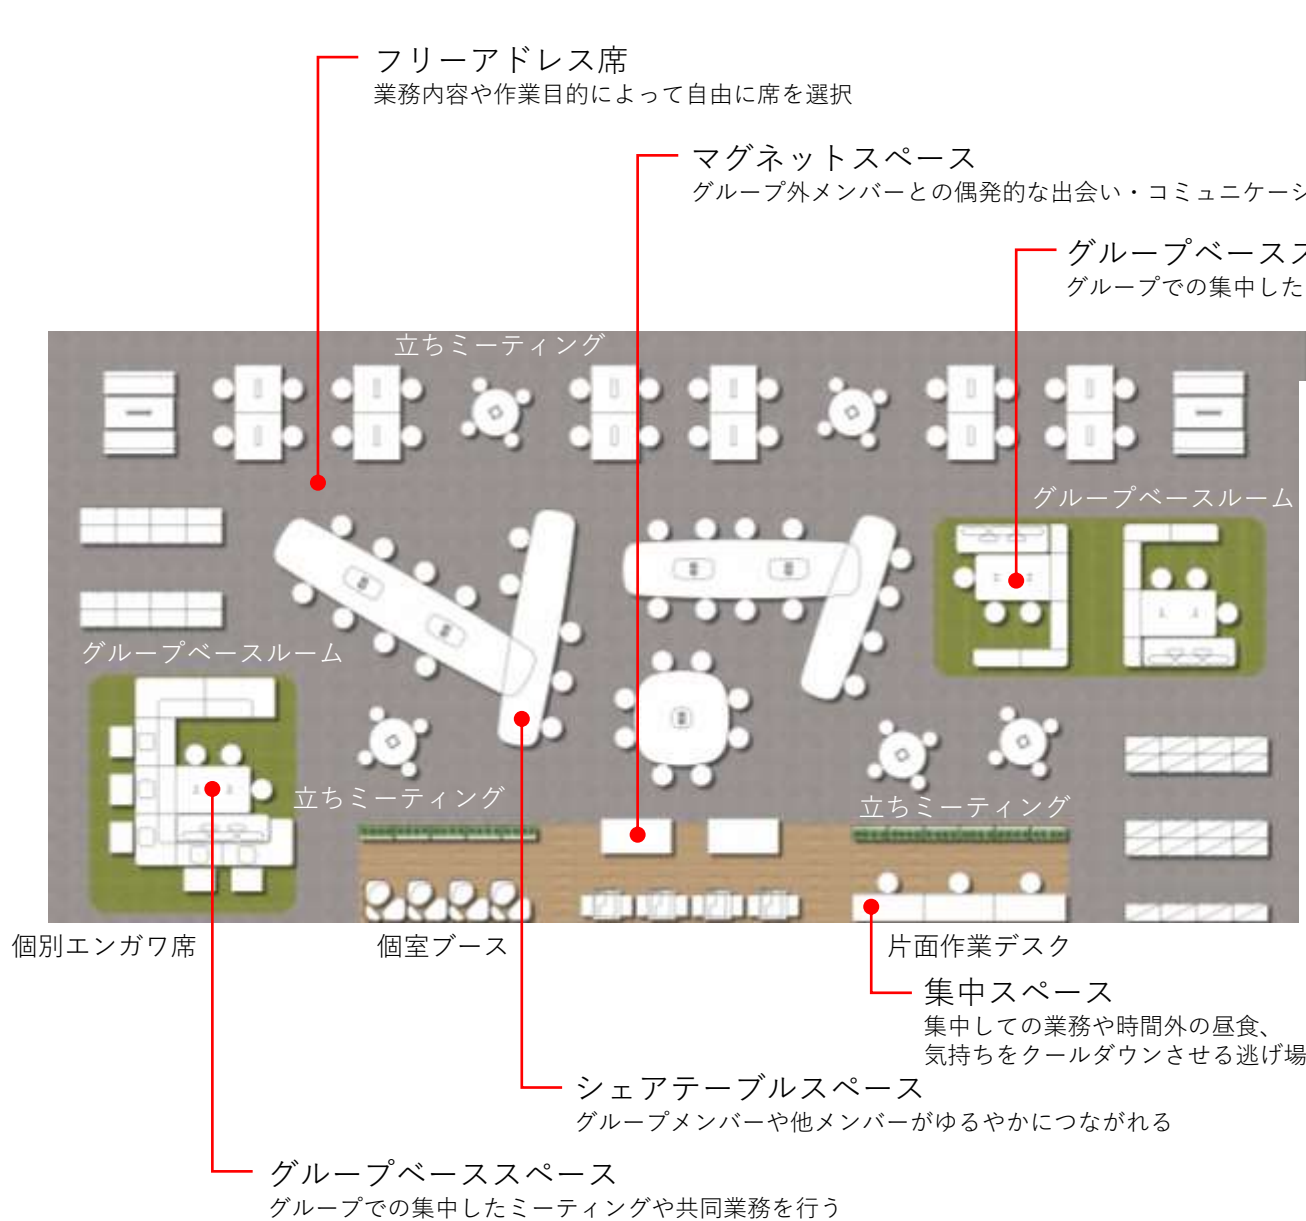 フリーアドレス席
業務内容や作業目的によって自由に席を選択
マグネットスペース
グループ外メンバーとの偶発的な出会い・コミュニケーシ
グループベース
グループでの集中した
立ちミーティング
グループベースルーム
グループベースルーム
立ちミーティング
立ちミーティング
個別エンガワ席
個室ブース
片面作業デスク
集中スペース
集中しての業務や時間外の昼食、
気持ちをクールダウンさせる逃げ場
シェアテーブルスペース
グループメンバーや他メンバーがゆるやかにつながれる
グループベーススペース
グループでの集中したミーティングや共同業務を行う